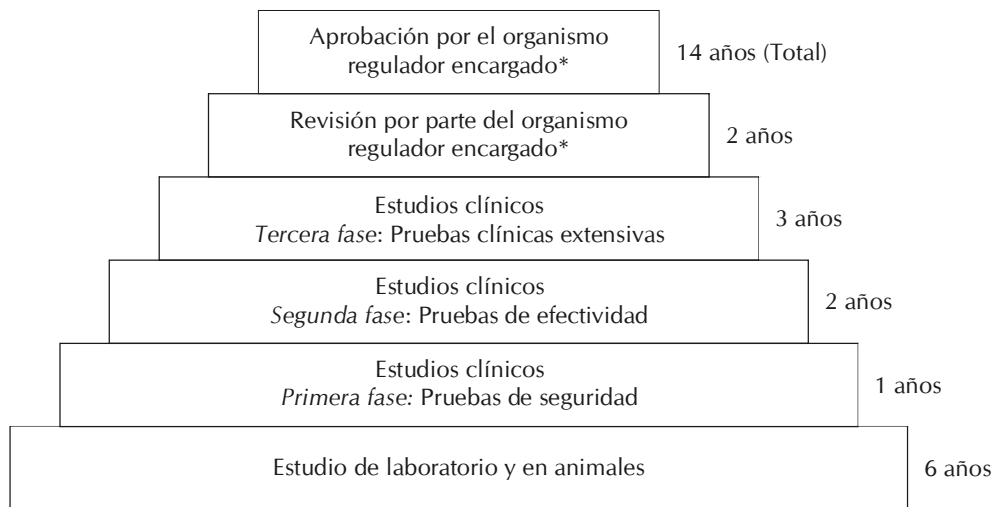 Aprobación por el organismo
regulador encargado*
14 años (Total)
Revisión por parte del organismo
regulador encargado*
2 años
Estudios clínicos
Tercera fase: Pruebas clínicas extensivas
3 años
Estudios clínicos
Segunda fase: Pruebas de efectividad
2 años
Estudios clínicos
Primera fase: Pruebas de seguridad
1 años
Estudio de laboratorio y en animales
6 años